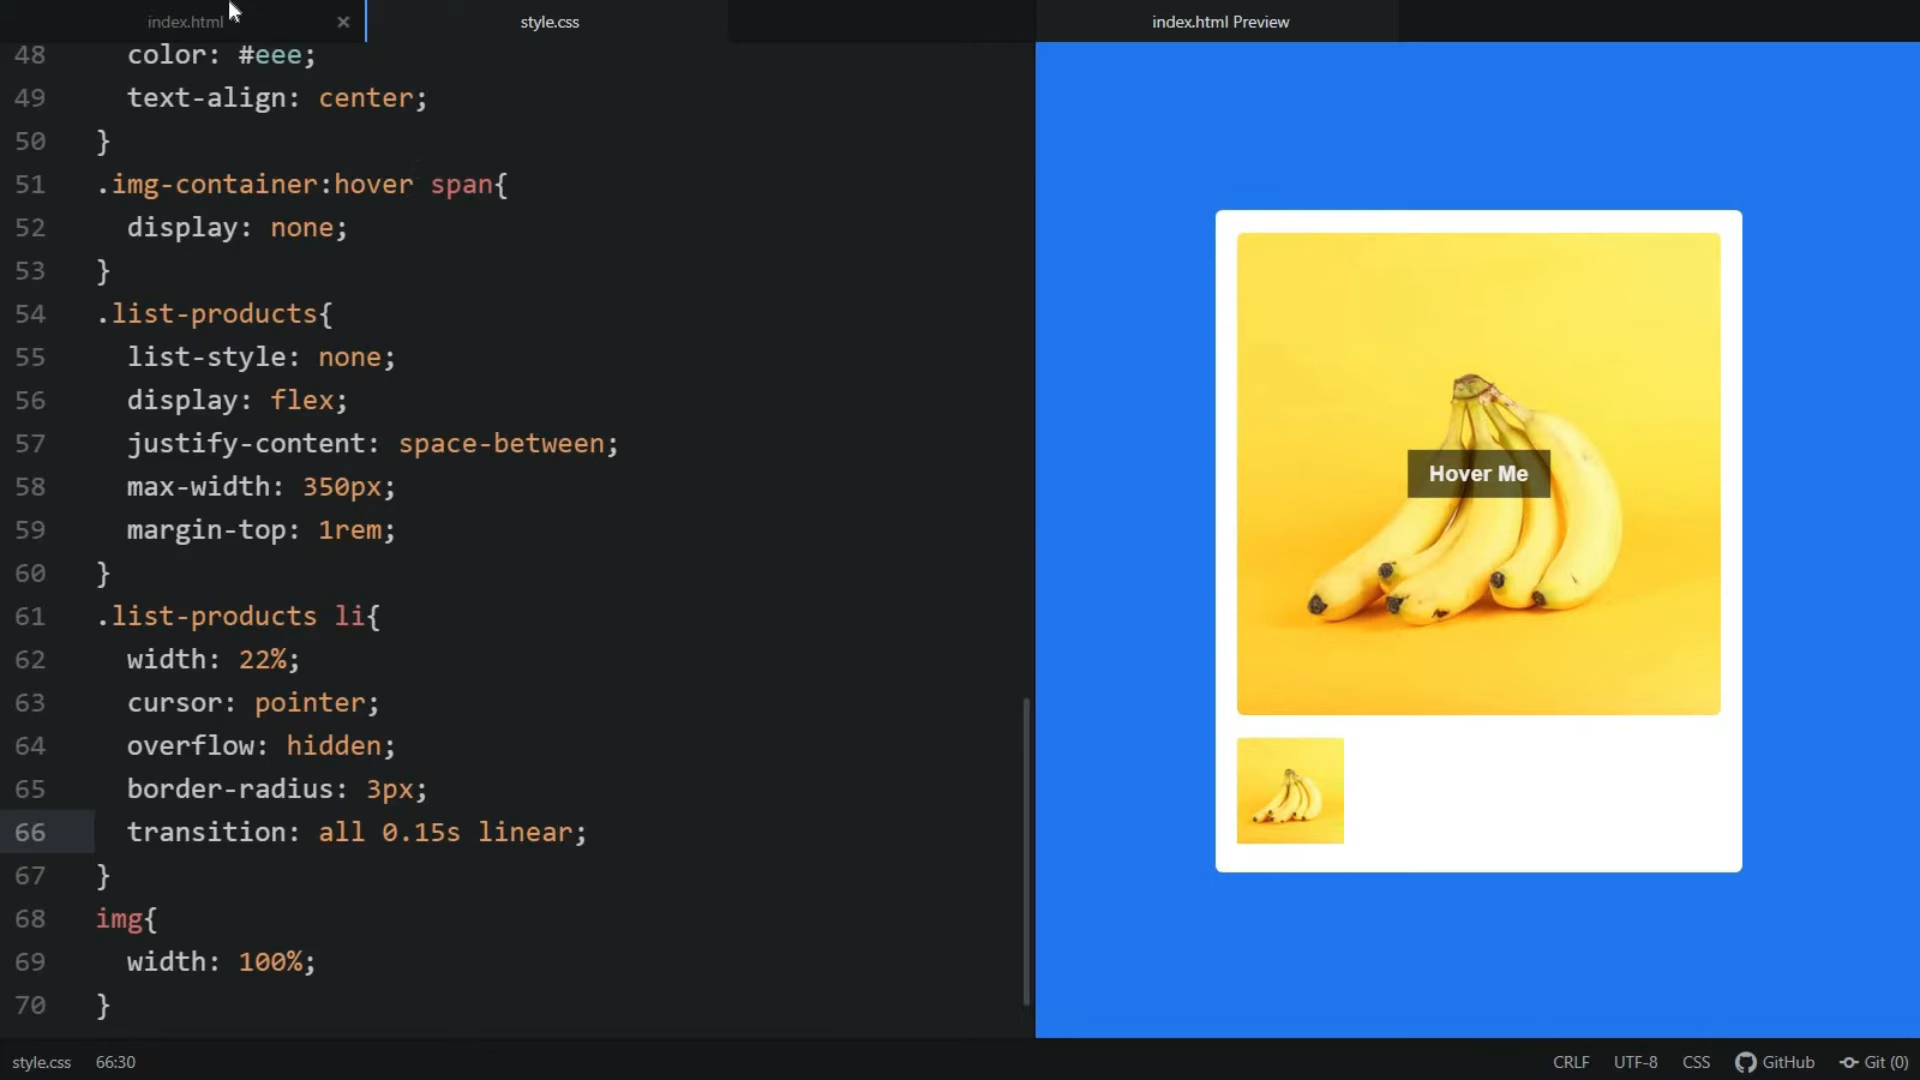 index.html
style.css
index.html Preview
48 color: #eee;
49 text-align: center;
50 }
51 .img-container:hover span{
52 display: none;
53 }
54 .list-products{
55 list-style: none;
56 display: flex;
57 justify-content: space-between;
58 max-width: 350px;
59 margin-top: 1rem;
60 }
61 .list-products li{
62 width: 22%;
63 cursor: pointer;
64 overflow: hidden;
65 border-radius: 3px;
66 transition: all 0.15s linear;
67 }
68 img{
69 width: 100%;
70 }
Hover Me
style.css 66:30
CRLF UTF-8 CSS GitHub Git (0)